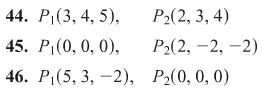 44. P₁(3, 4, 5), P₂(2, 3, 4)
45. P₁(0, 0, 0), P₂(2, −2, −2)
46. P₁(5, 3, −2), P₂(0, 0, 0)